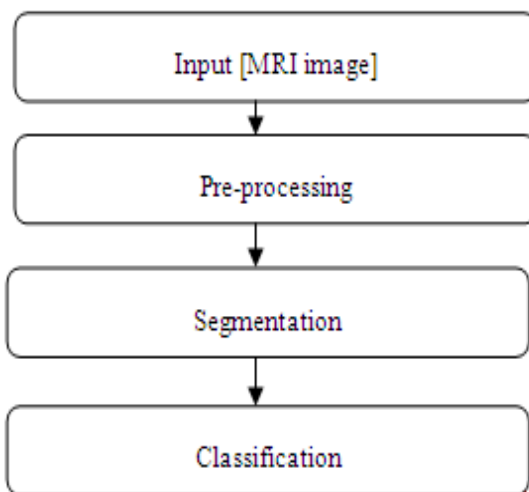 Input [MRI image]
Pre-processing
Segmentation
Classification